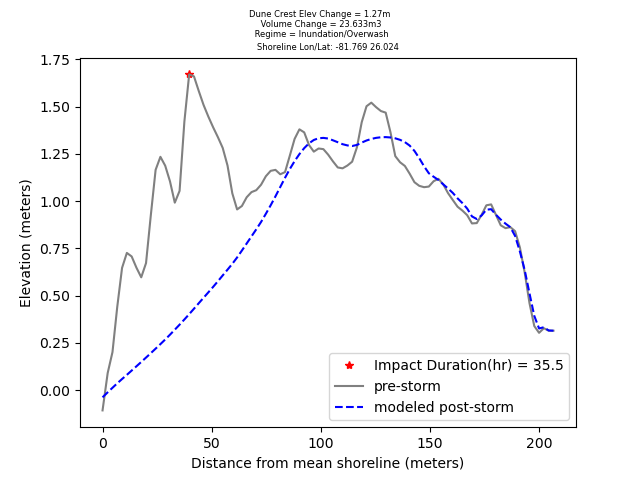 Dune Crest Elev Change = 1.27m
Volume Change = 23.633m3
Regime = Inundation/Overwash
Shoreline Lon/Lat: -81.769 26.024
1.75
1.50
1.25
1.00
0.75
0.50
0.25
0.00
Elevation (meters)
Impact Duration(hr) = 35.5
pre-storm
modeled post-storm
0 50 100 150 200
Distance from mean shoreline (meters)